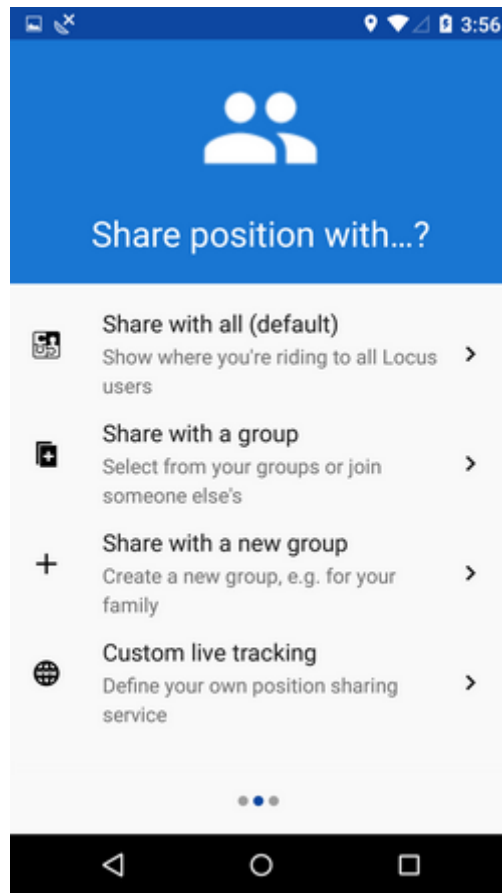 3:56
Share position with...?
Share with all (default)
Show where you're riding to all Locus
users
Share with a group
Select from your groups or join
someone else's
Share with a new group
Create a new group, e.g. for your
family
Custom live tracking
Define your own position sharing
service